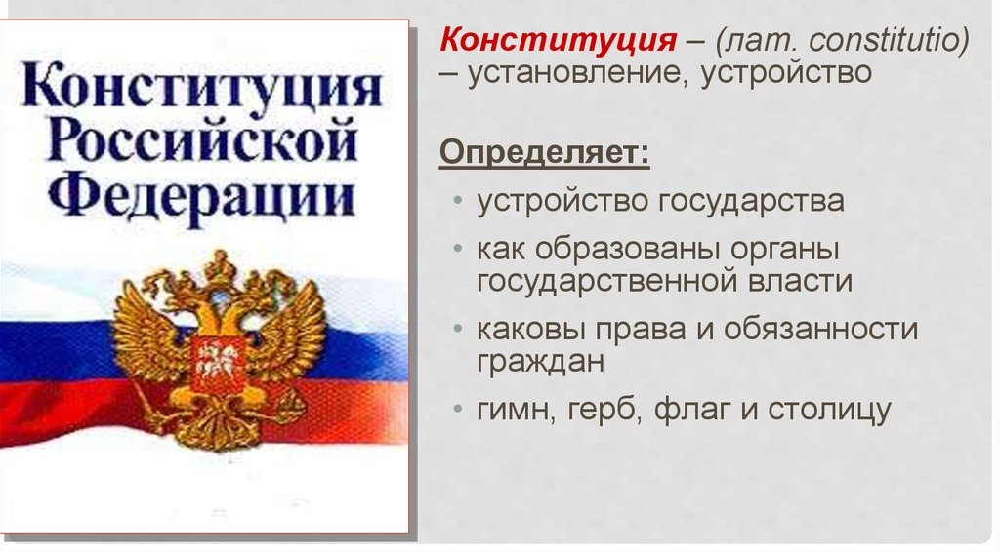 Конституция
Российской
Федерации
Конституция – (лат. constitutio)
– установление, устройство
Определяет:
• устройство государства
• как образованы органы
государственной власти
• каковы права и обязанности
граждан
• гимн, герб, флаг и столицу